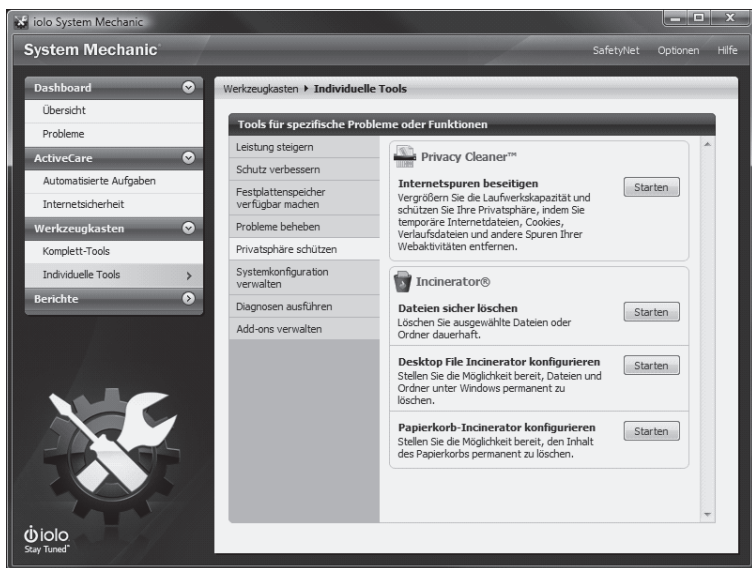 iolo System Mechanic
System Mechanic
SafetyNet Optionen Hilfe
Dashboard
Übersicht
Probleme
ActiveCare
Automatisierte Aufgaben
Internetsicherheit
Werkzeugkasten
Komplett-Tools
Individuelle Tools
Berichte
iolo
Stay Tuned
Werkzeugkasten Individuelle Tools
Tools für spezifische Probleme oder Funktionen
Leistung steigern
Schutz verbessern
Festplattenspeicher
verfügbar machen
Probleme beheben
Privatsphäre schützen
Systemkonfiguration
verwalten
Diagnosen ausführen
Add-ons verwalten
Privacy Cleaner™
Internetspuren beseitigen
Vergrößern Sie die Laufwerkskapazität und
schützen Sie Ihre Privatsphäre, indem Sie
temporäre Internetdateien, Cookies,
Verlaufsdateien und andere Spuren Ihrer
Webaktivitäten entfernen.
Starten
Incinerator®
Dateien sicher löschen
Löschen Sie ausgewählte Dateien oder
Ordner dauerhaft.
Starten
Desktop File Incinerator konfigurieren
Stellen Sie die Möglichkeit bereit, Dateien und
Ordner unter Windows permanent zu
löschen.
Starten
Papierkorb-Incinerator konfigurieren
Stellen Sie die Möglichkeit bereit, den Inhalt
des Papierkorbs permanent zu löschen.
Starten